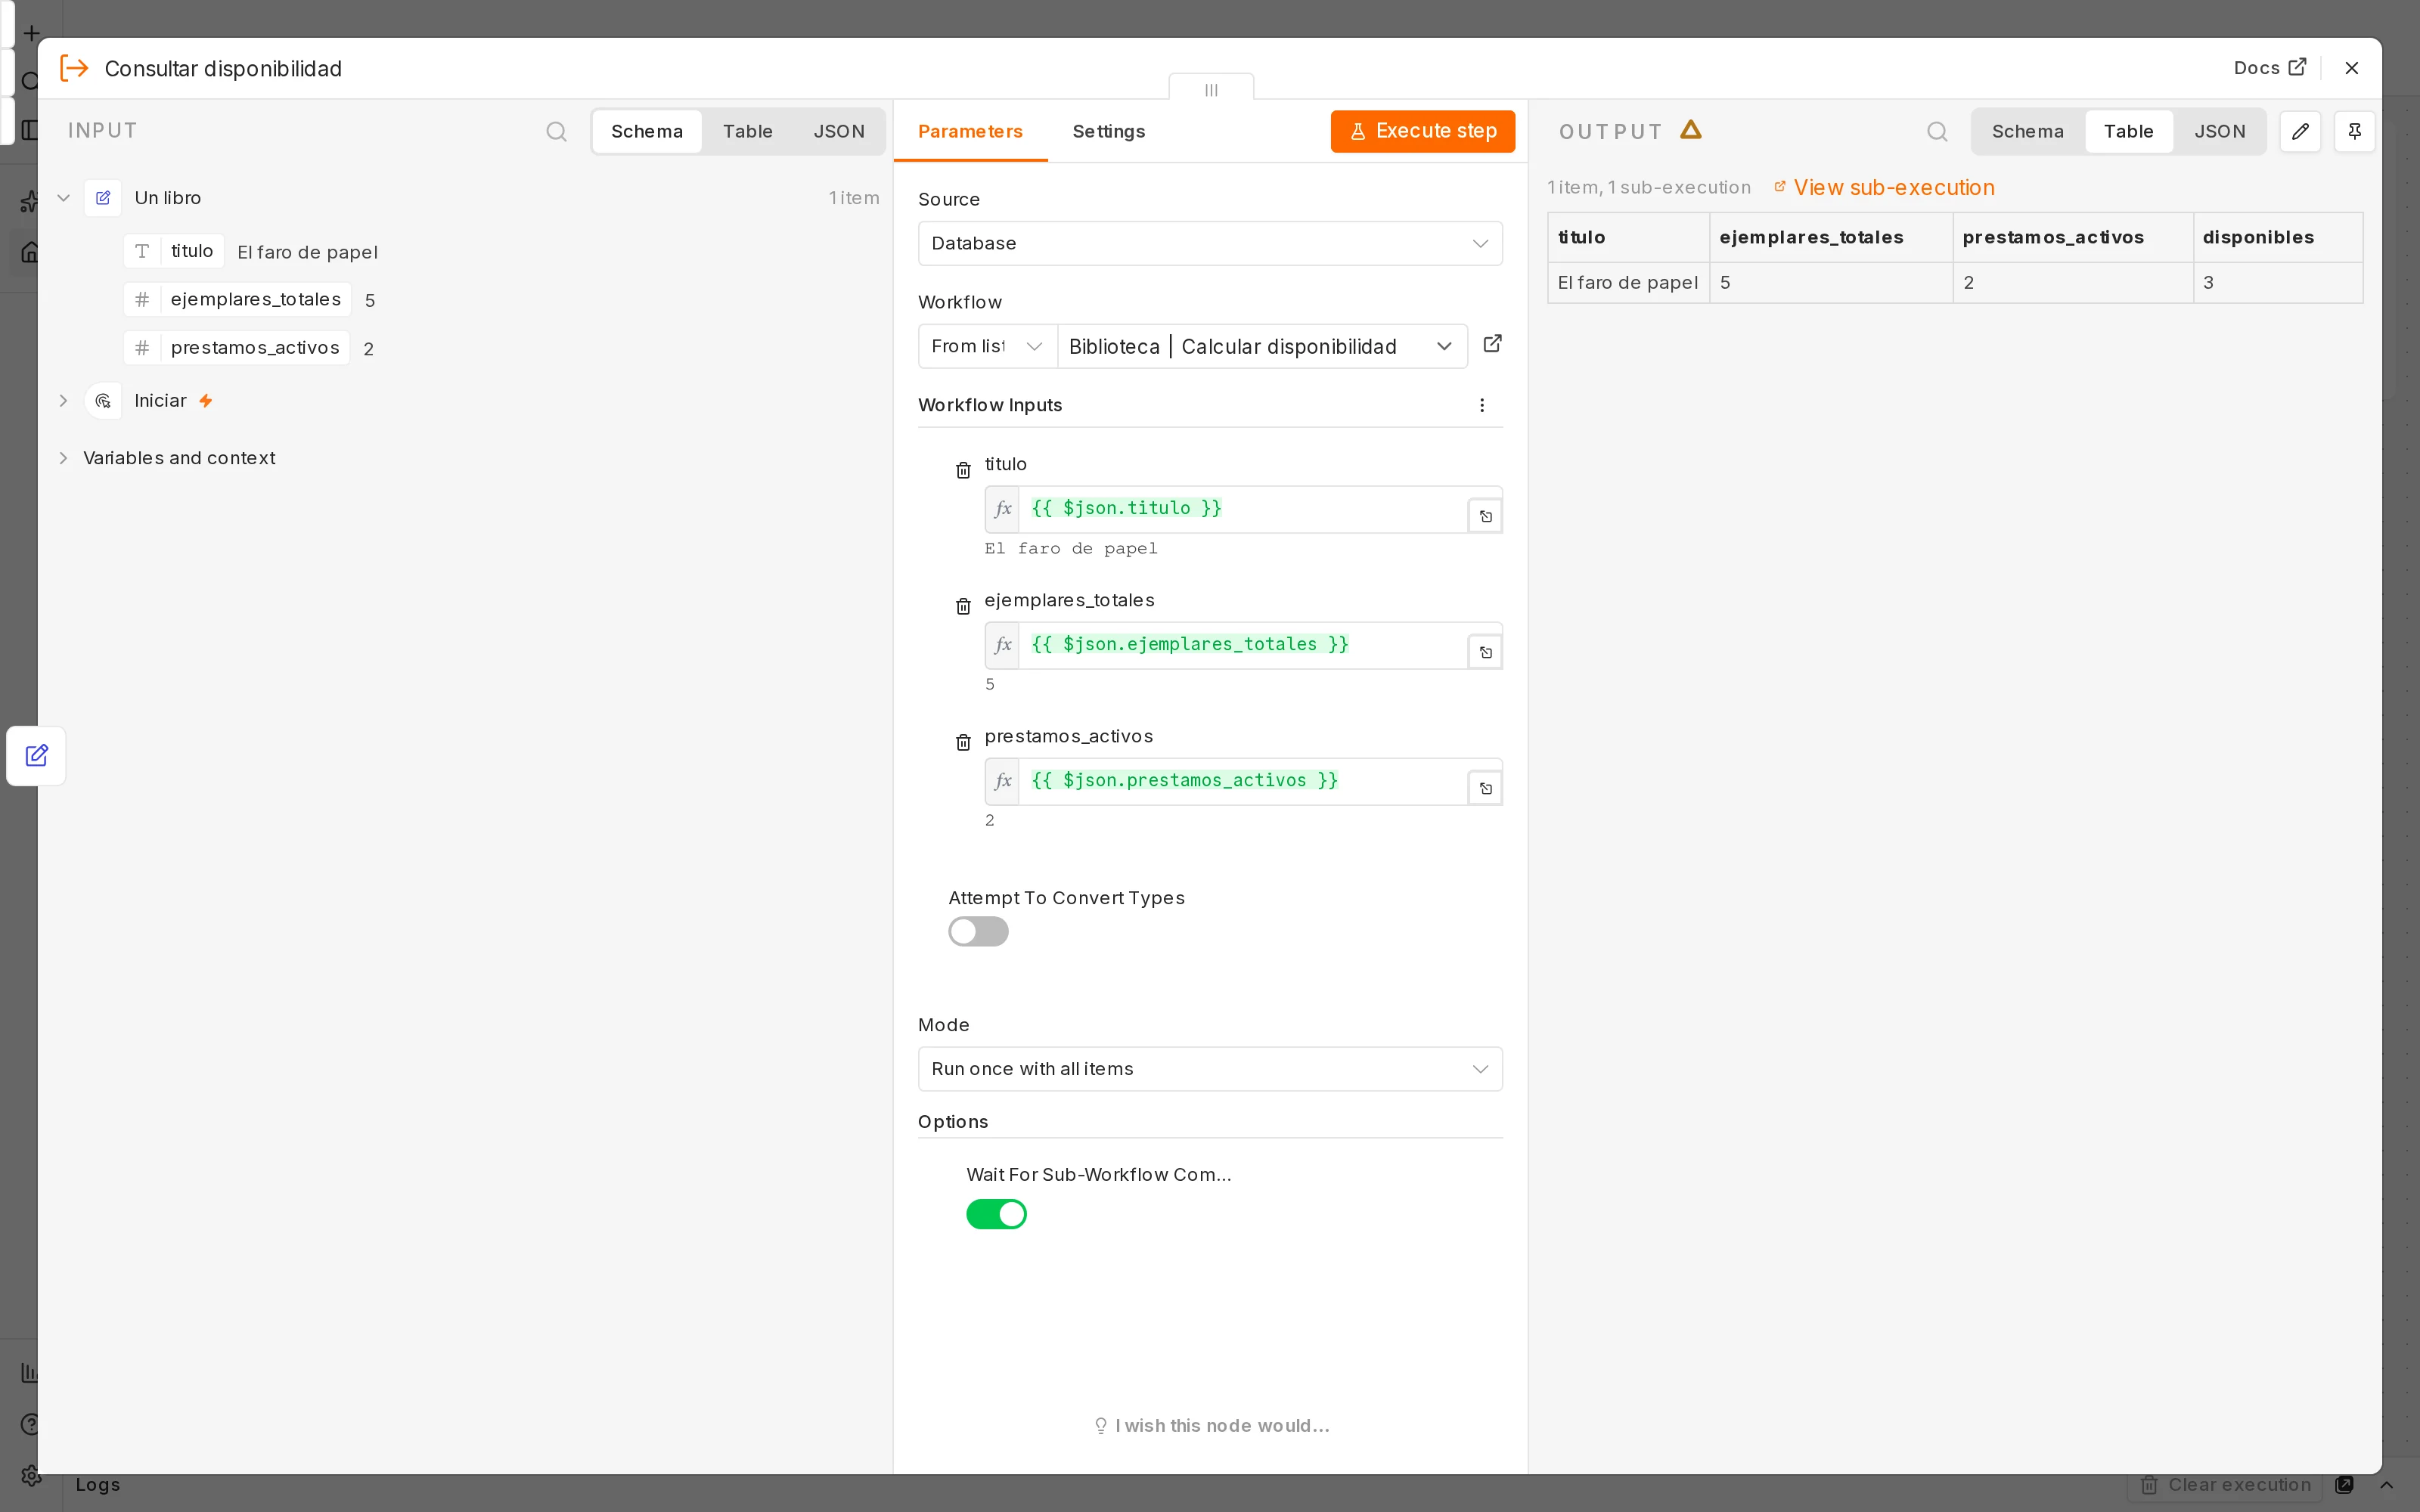 Consultar disponibilidad
Docs
INPUT
Schema
Table
JSON
Un libro
1 item
titulo
El faro de papel
ejemplares_totales
5
prestamos_activos
2
Iniciar
Variables and context
Parameters
Settings
Execute step
Source
Database
Workflow
From list
Biblioteca | Calcular disponibilidad
Workflow Inputs
titulo
fx {{ $json.titulo }}
El faro de papel
ejemplares_totales
fx {{ $json.ejemplares_totales }}
5
prestamos_activos
fx {{ $json.prestamos_activos }}
2
Attempt To Convert Types
Mode
Run once with all items
Options
Wait For Sub-Workflow Com...
I wish this node would...
OUTPUT
Schema
Table
JSON
1 item, 1 sub-execution
View sub-execution
titulo ejemplares_totales prestamos_activos disponibles
El faro de papel 5 2 3
Logs
Clear execution